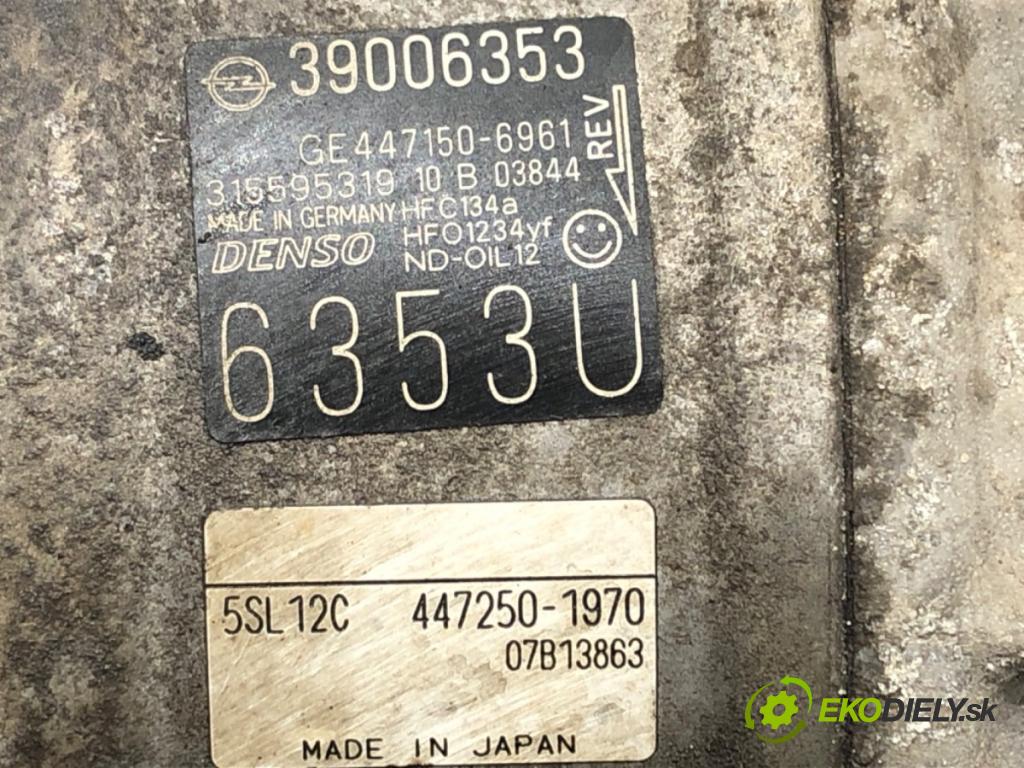 39006353
GE447150-6961
REV
315595319 10 B 03844
MADE IN GERMANY HFC134a
DENSO HFO1234yf
ND-OIL12
6353U
5SL12C 447250-1970
07B13863
MADE IN JAPAN
EKODIELY.sk